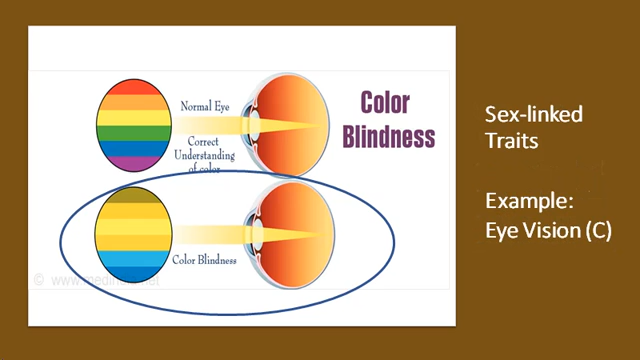 Color
Blindness
Normal Eye
Correct
Understanding
of color
Color Blindness
Sex-linked
Traits
Example:
Eye Vision (C)